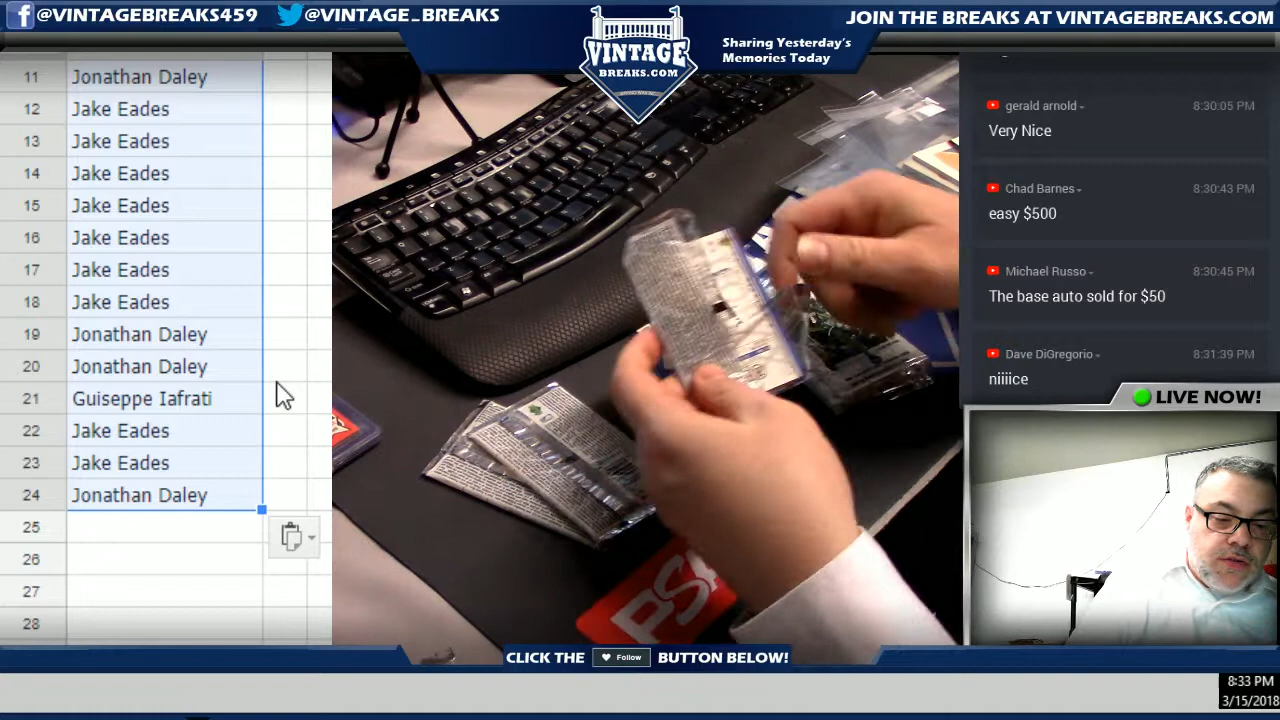 @VINTAGEBREAKS459
@VINTAGE_BREAKS
VINTAGE
BREAKS.COM
Sharing Yesterday's
Memories Today
JOIN THE BREAKS AT VINTAGEBREAKS.COM
11 Jonathan Daley
12 Jake Eades
13 Jake Eades
14 Jake Eades
15 Jake Eades
16 Jake Eades
17 Jake Eades
18 Jake Eades
19 Jonathan Daley
20 Jonathan Daley
21 Guiseppe Iafrati
22 Jake Eades
23 Jake Eades
24 Jonathan Daley
25
26
27
28
PSA
gerald arnold 8:30:05 PM
Very Nice
Chad Barnes 8:30:43 PM
easy $500
Michael Russo 8:30:45 PM
The base auto sold for $50
Dave DiGregorio 8:31:39 PM
niiiice
LIVE NOW!
CLICK THE Follow BUTTON BELOW!
8:33 PM
3/15/2018